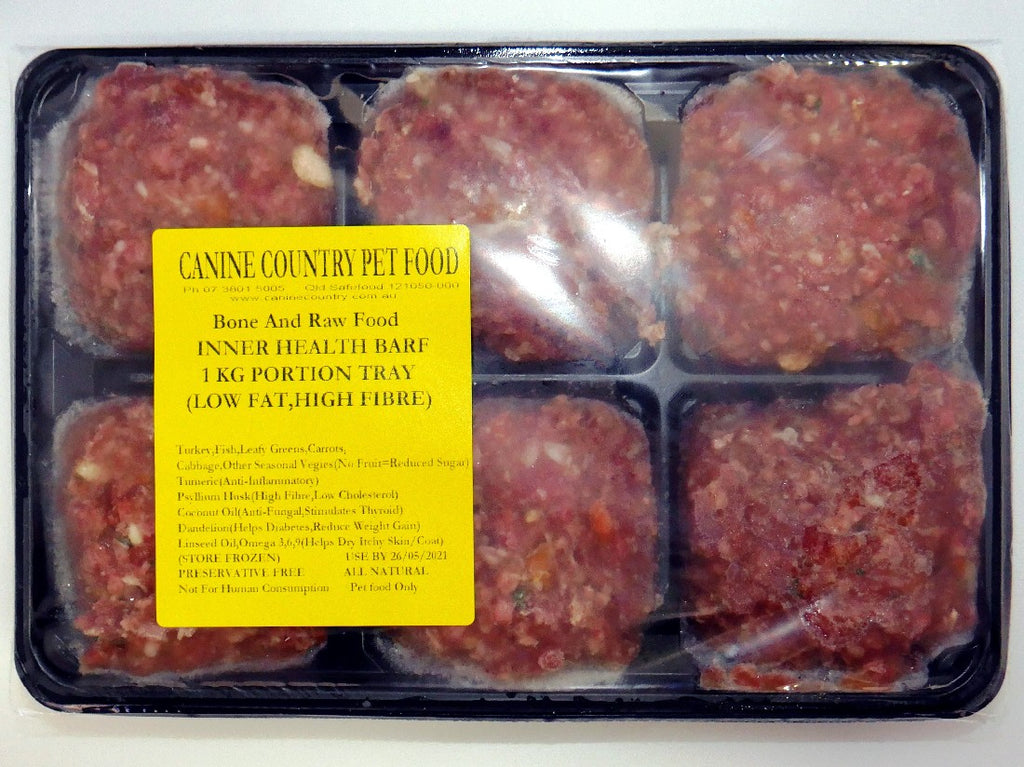 CANINE COUNTRY PET FOOD
Ph 07 3801 5005 Qld Safefood 121050-000
www.caninecountry.com.au
Bone And Raw Food
INNER HEALTH BARF
1 KG PORTION TRAY
(LOW FAT,HIGH FIBRE)
Turkey,Fish,Leafy Greens,Carrots,
Cabbage,Other Seasonal Vegies(No Fruit=Reduced Sugar)
Tumeric(Anti-Inflammatory)
Psyllium Husk(High Fibre,Low Cholesterol)
Coconut Oil(Anti-Fungal,Stimulates Thyroid)
Dandelion(Helps Diabetes,Reduce Weight Gain)
Linseed Oil,Omega 3,6,9(Helps Dry Itchy Skin/Coat)
(STORE FROZEN) USE BY 26/05/2021
PRESERVATIVE FREE ALL NATURAL
Not For Human Consumption Pet food Only